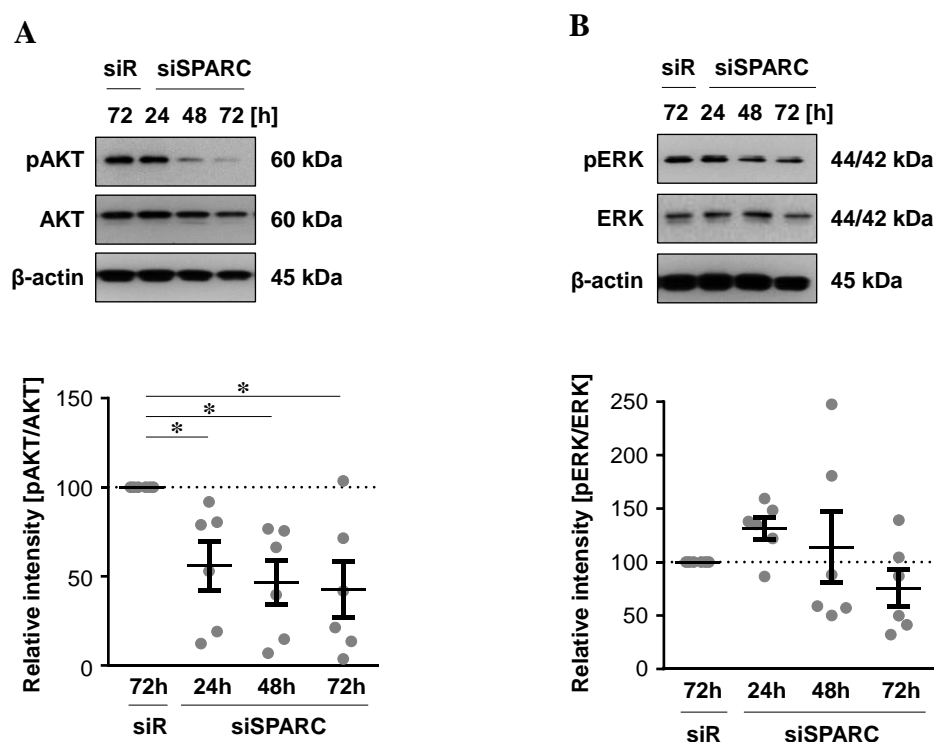 A
siR siSPARC
72 24 48 72 [h]
pAKT 60 kDa
AKT 60 kDa
β-actin 45 kDa
Relative intensity [pAKT/AKT]
150
100
50
0
*
*
*
72h 24h 48h 72h
siR siSPARC
B
siR siSPARC
72 24 48 72 [h]
pERK 44/42 kDa
ERK 44/42 kDa
β-actin 45 kDa
Relative intensity [pERK/ERK]
250
200
150
100
50
0
72h 24h 48h 72h
siR siSPARC